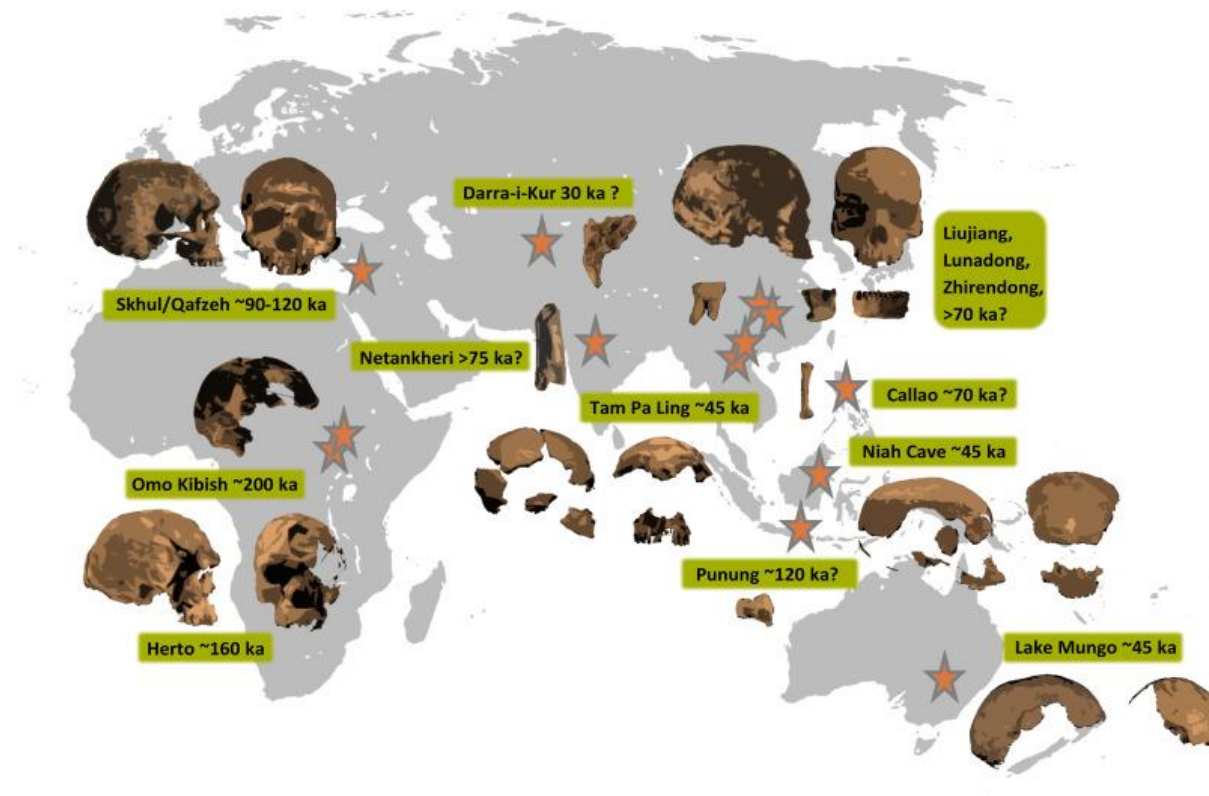 Darra-i-Kur 30 ka ?
Liujiang,
Lunadong,
Zhirendong,
>70 ka?
Skhul/Qafzeh ~90-120 ka
Netankheri >75 ka?
Callao ~70 ka?
Tam Pa Ling ~45 ka
Niah Cave ~45 ka
Omo Kibish ~200 ka
Punung ~120 ka?
Herto ~160 ka
Lake Mungo ~45 ka